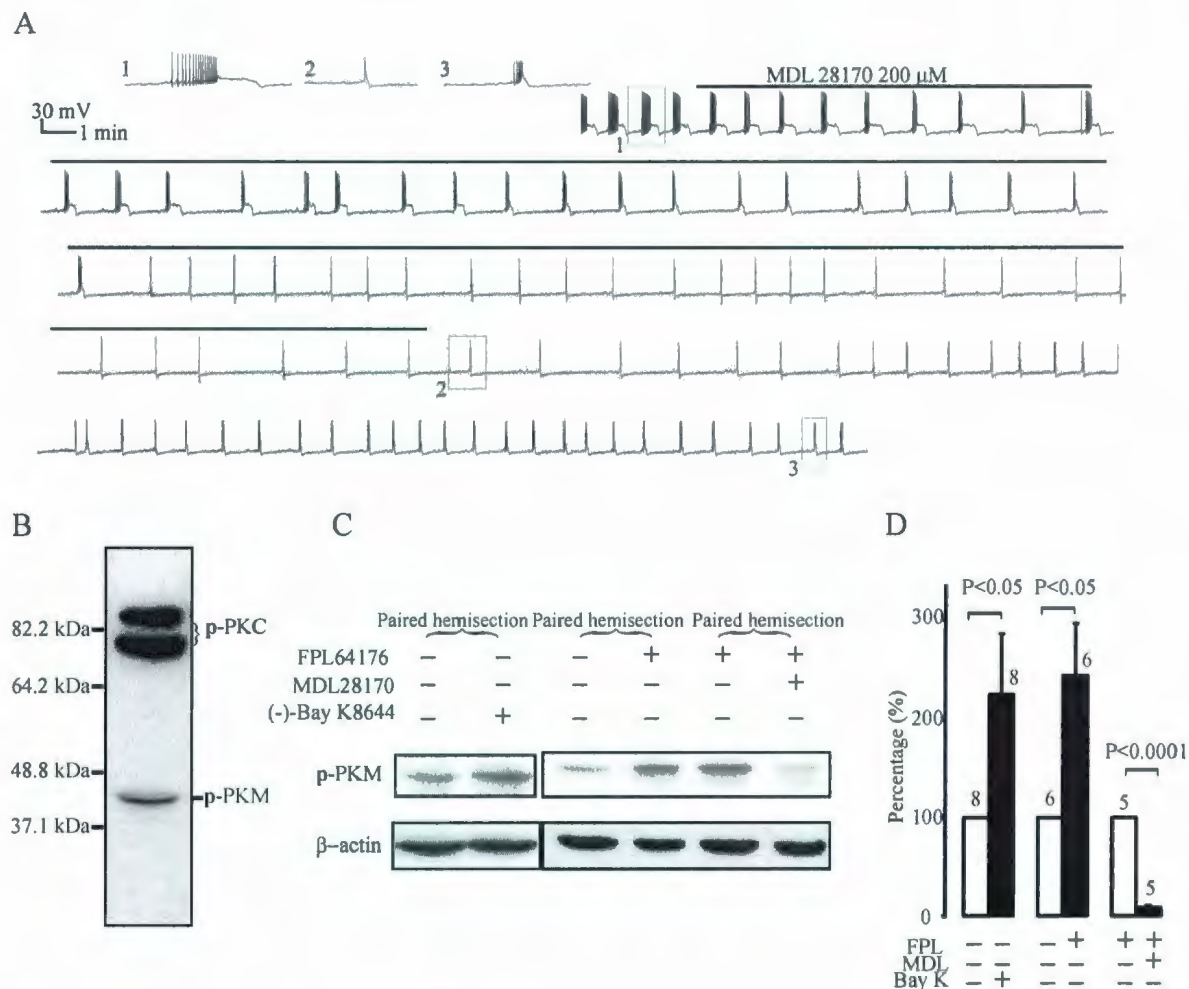 A
1
2
3
MDL 28170 200 µM
30 mV
1 min
1
2
3
B
82.2 kDa
64.2 kDa
48.8 kDa
37.1 kDa
p-PKC
p-PKM
C
Paired hemisection Paired hemisection Paired hemisection
FPL64176 − − − + + +
MDL28170 − − − − − +
(-)-Bay K8644 − + − − − −
p-PKM
β-actin
D
Percentage (%)
300
200
100
0
P<0.05
P<0.05
P<0.0001
8
8
6
6
5
5
FPL − − − + + +
MDL − − − − − +
Bay K − + − − − −